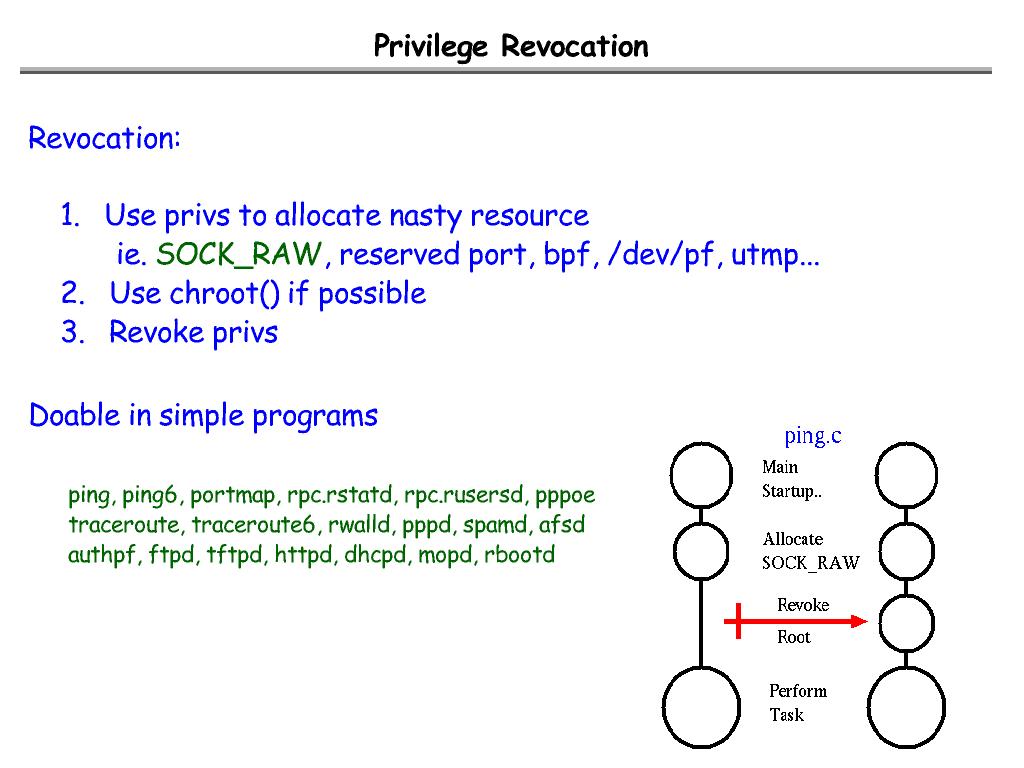 Privilege Revocation
Revocation:
1. Use privs to allocate nasty resource
ie. SOCK_RAW, reserved port, bpf, /dev/pf, utmp...
2. Use chroot() if possible
3. Revoke privs
Doable in simple programs
ping, ping6, portmap, rpc.rstatd, rpc.rusersd, pppoe
traceroute, traceroute6, rwalld, pppd, spamd, afsd
authpf, ftpd, tftpd, httpd, dhcpd, mopd, rbootd
ping.c
Main
Startup..
Allocate
SOCK_RAW
Revoke
Root
Perform
Task